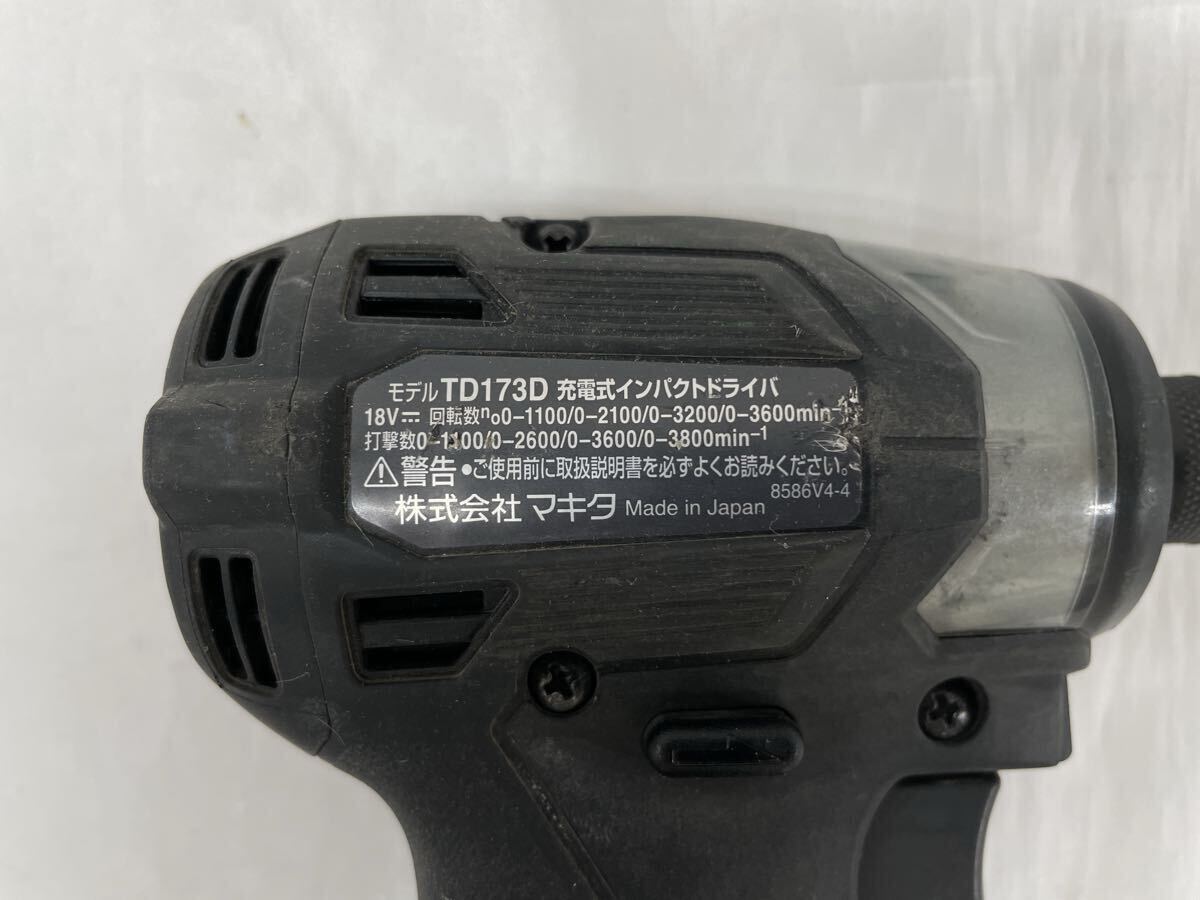 モデル TD173D 充電式インパクトドライバ
18V⎓ 回転数n₀0-1100/0-2100/0-3200/0-3600min⁻¹
打撃数0-1100/0-2600/0-3600/0-3800min⁻¹
⚠警告 •ご使用前に取扱説明書を必ずよくお読みください。
8586V4-4
株式会社 マキタ Made in Japan